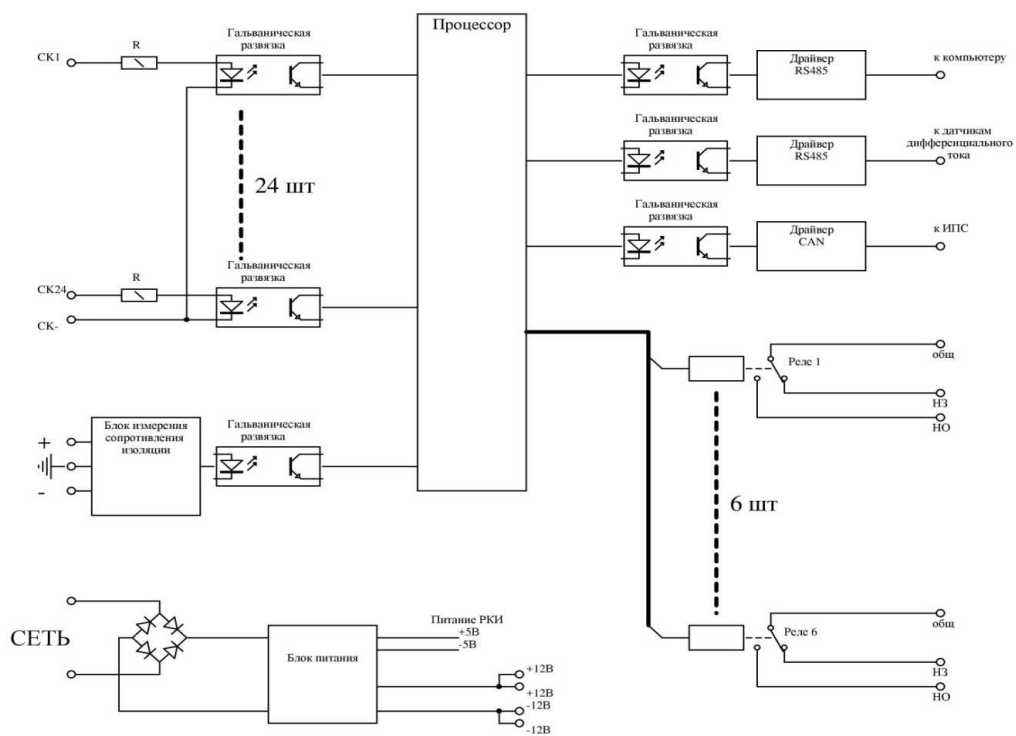 Процессор
СК1
R
Гальваническая
развязка
24 шт
СК24
R
Гальваническая
развязка
СК-
Блок измерения
сопротивления
изоляции
+
-
Гальваническая
развязка
Гальваническая
развязка
Драйвер
RS485
к компьютеру
Гальваническая
развязка
Драйвер
RS485
к датчикам
дифференциального
тока
Гальваническая
развязка
Драйвер
CAN
к ИПС
Реле 1
общ
НЗ
НО
6 шт
Реле 6
общ
НЗ
НО
СЕТЬ
Блок питания
Питание РКИ
+5В
-5В
+12В
+12В
-12В
-12В